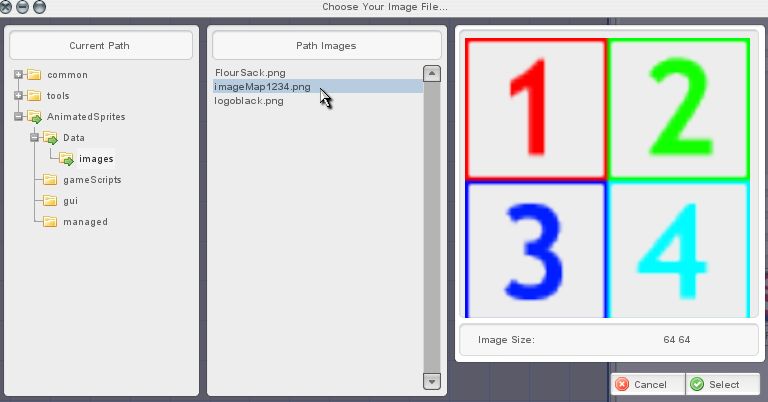 Choose Your Image File...
Current Path
common
tools
AnimatedSprites
Data
images
gameScripts
gui
managed
Path Images
FlourSack.png
imageMap1234.png
logoblack.png
1 2
3 4
Image Size: 64 64
Cancel Select